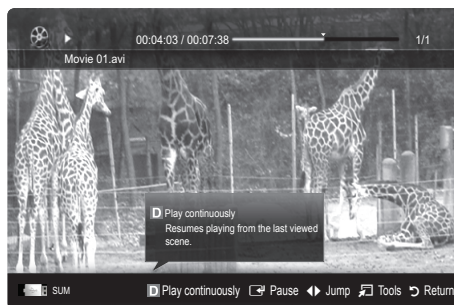 00:04:03 / 00:07:38 1/1
Movie 01.avi
D Play continuously
Resumes playing from the last viewed
scene.
SUM D Play continuously Pause Jump Tools Return